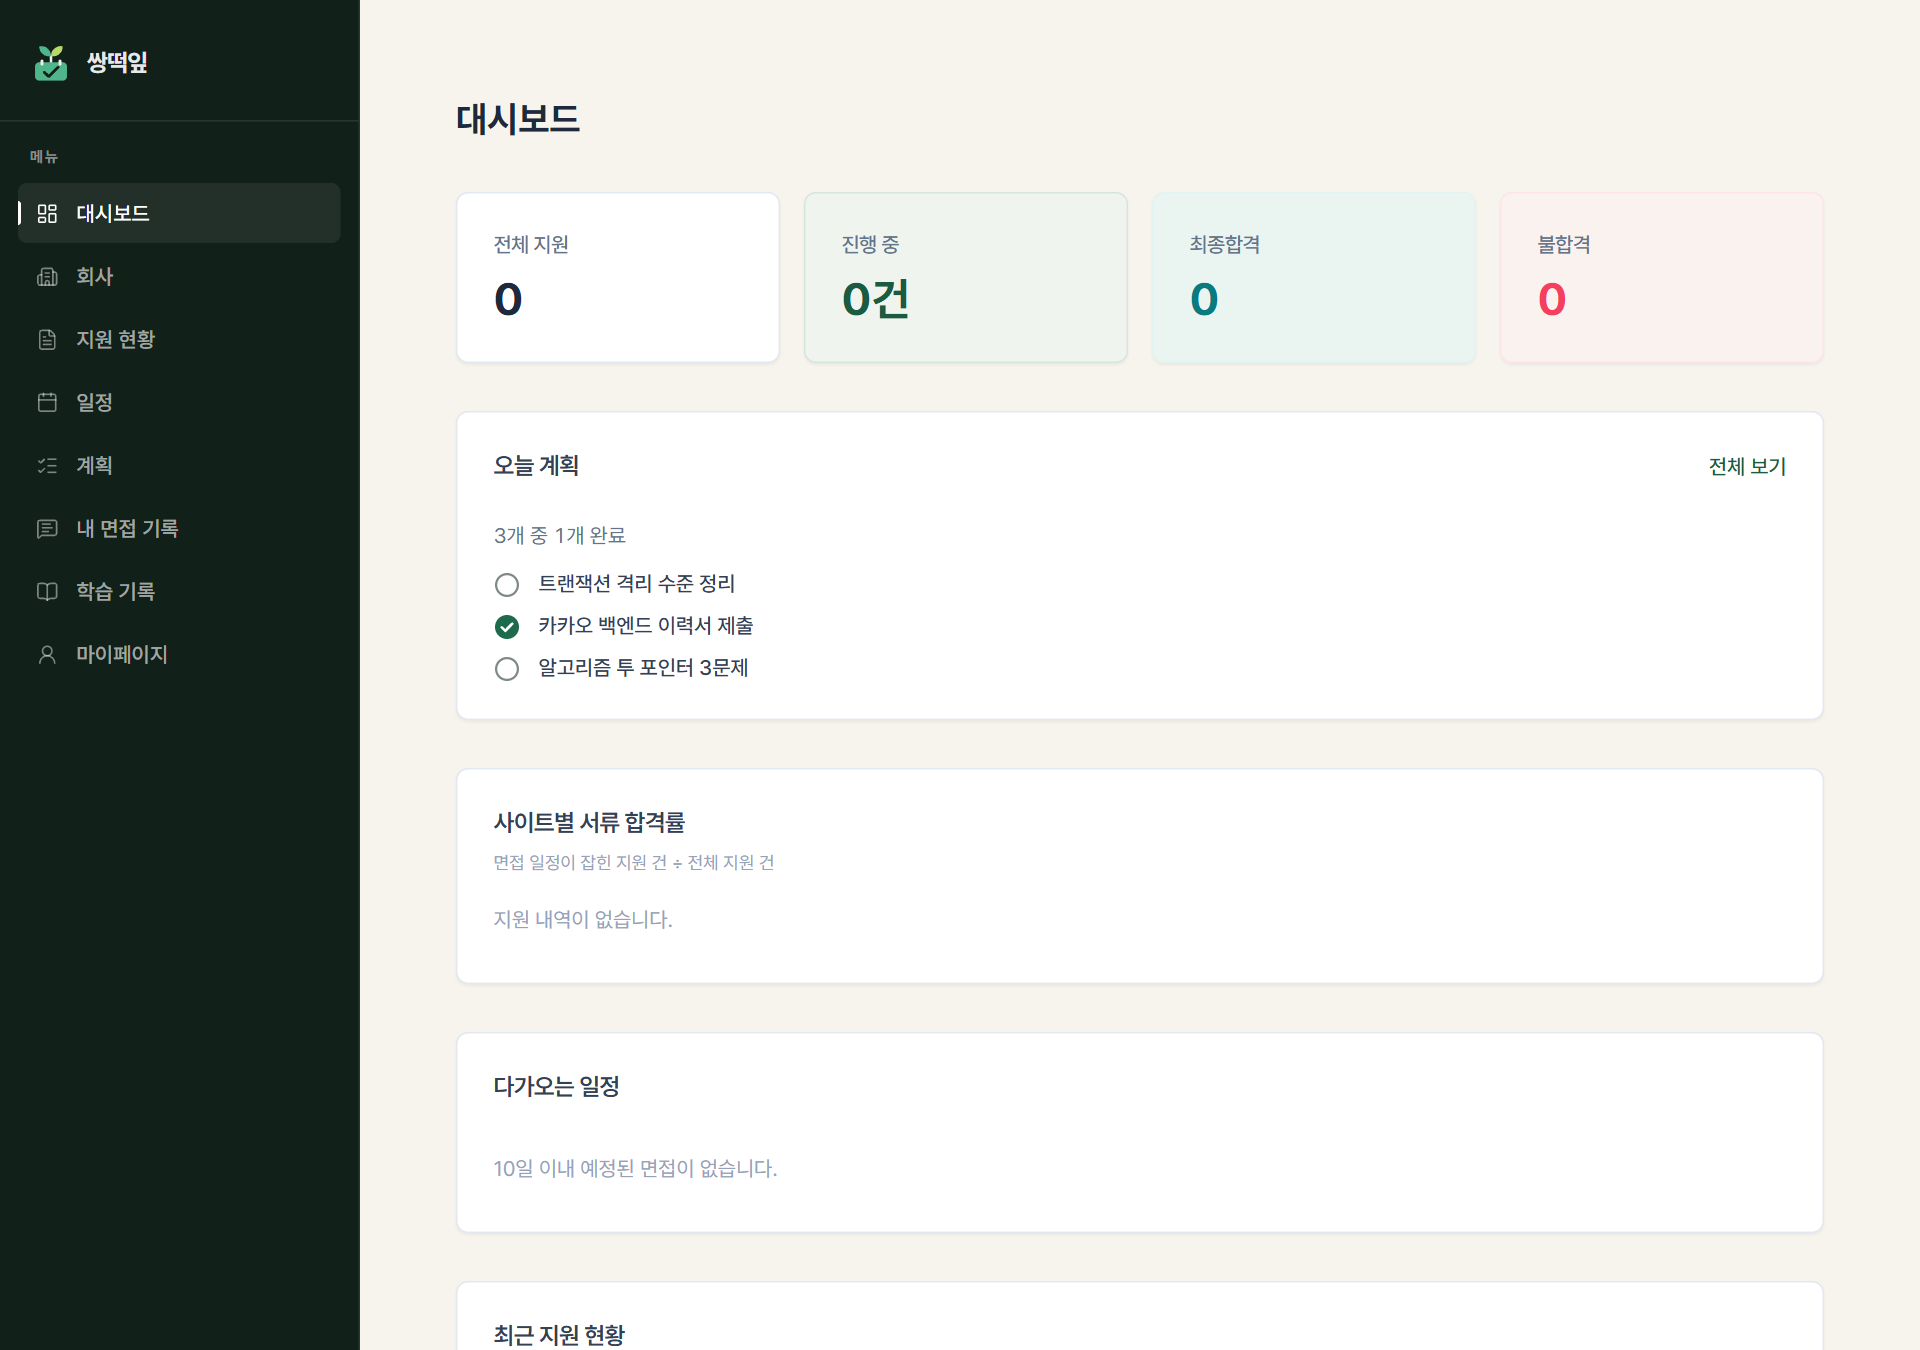 쌍떡잎
메뉴
대시보드
회사
지원 현황
일정
계획
내 면접 기록
학습 기록
마이페이지
대시보드
전체 지원
0
진행 중
0건
최종합격
0
불합격
0
오늘 계획
전체 보기
3개 중 1개 완료
트랜잭션 격리 수준 정리
카카오 백엔드 이력서 제출
알고리즘 투 포인터 3문제
사이트별 서류 합격률
면접 일정이 잡힌 지원 건 ÷ 전체 지원 건
지원 내역이 없습니다.
다가오는 일정
10일 이내 예정된 면접이 없습니다.
최근 지원 현황